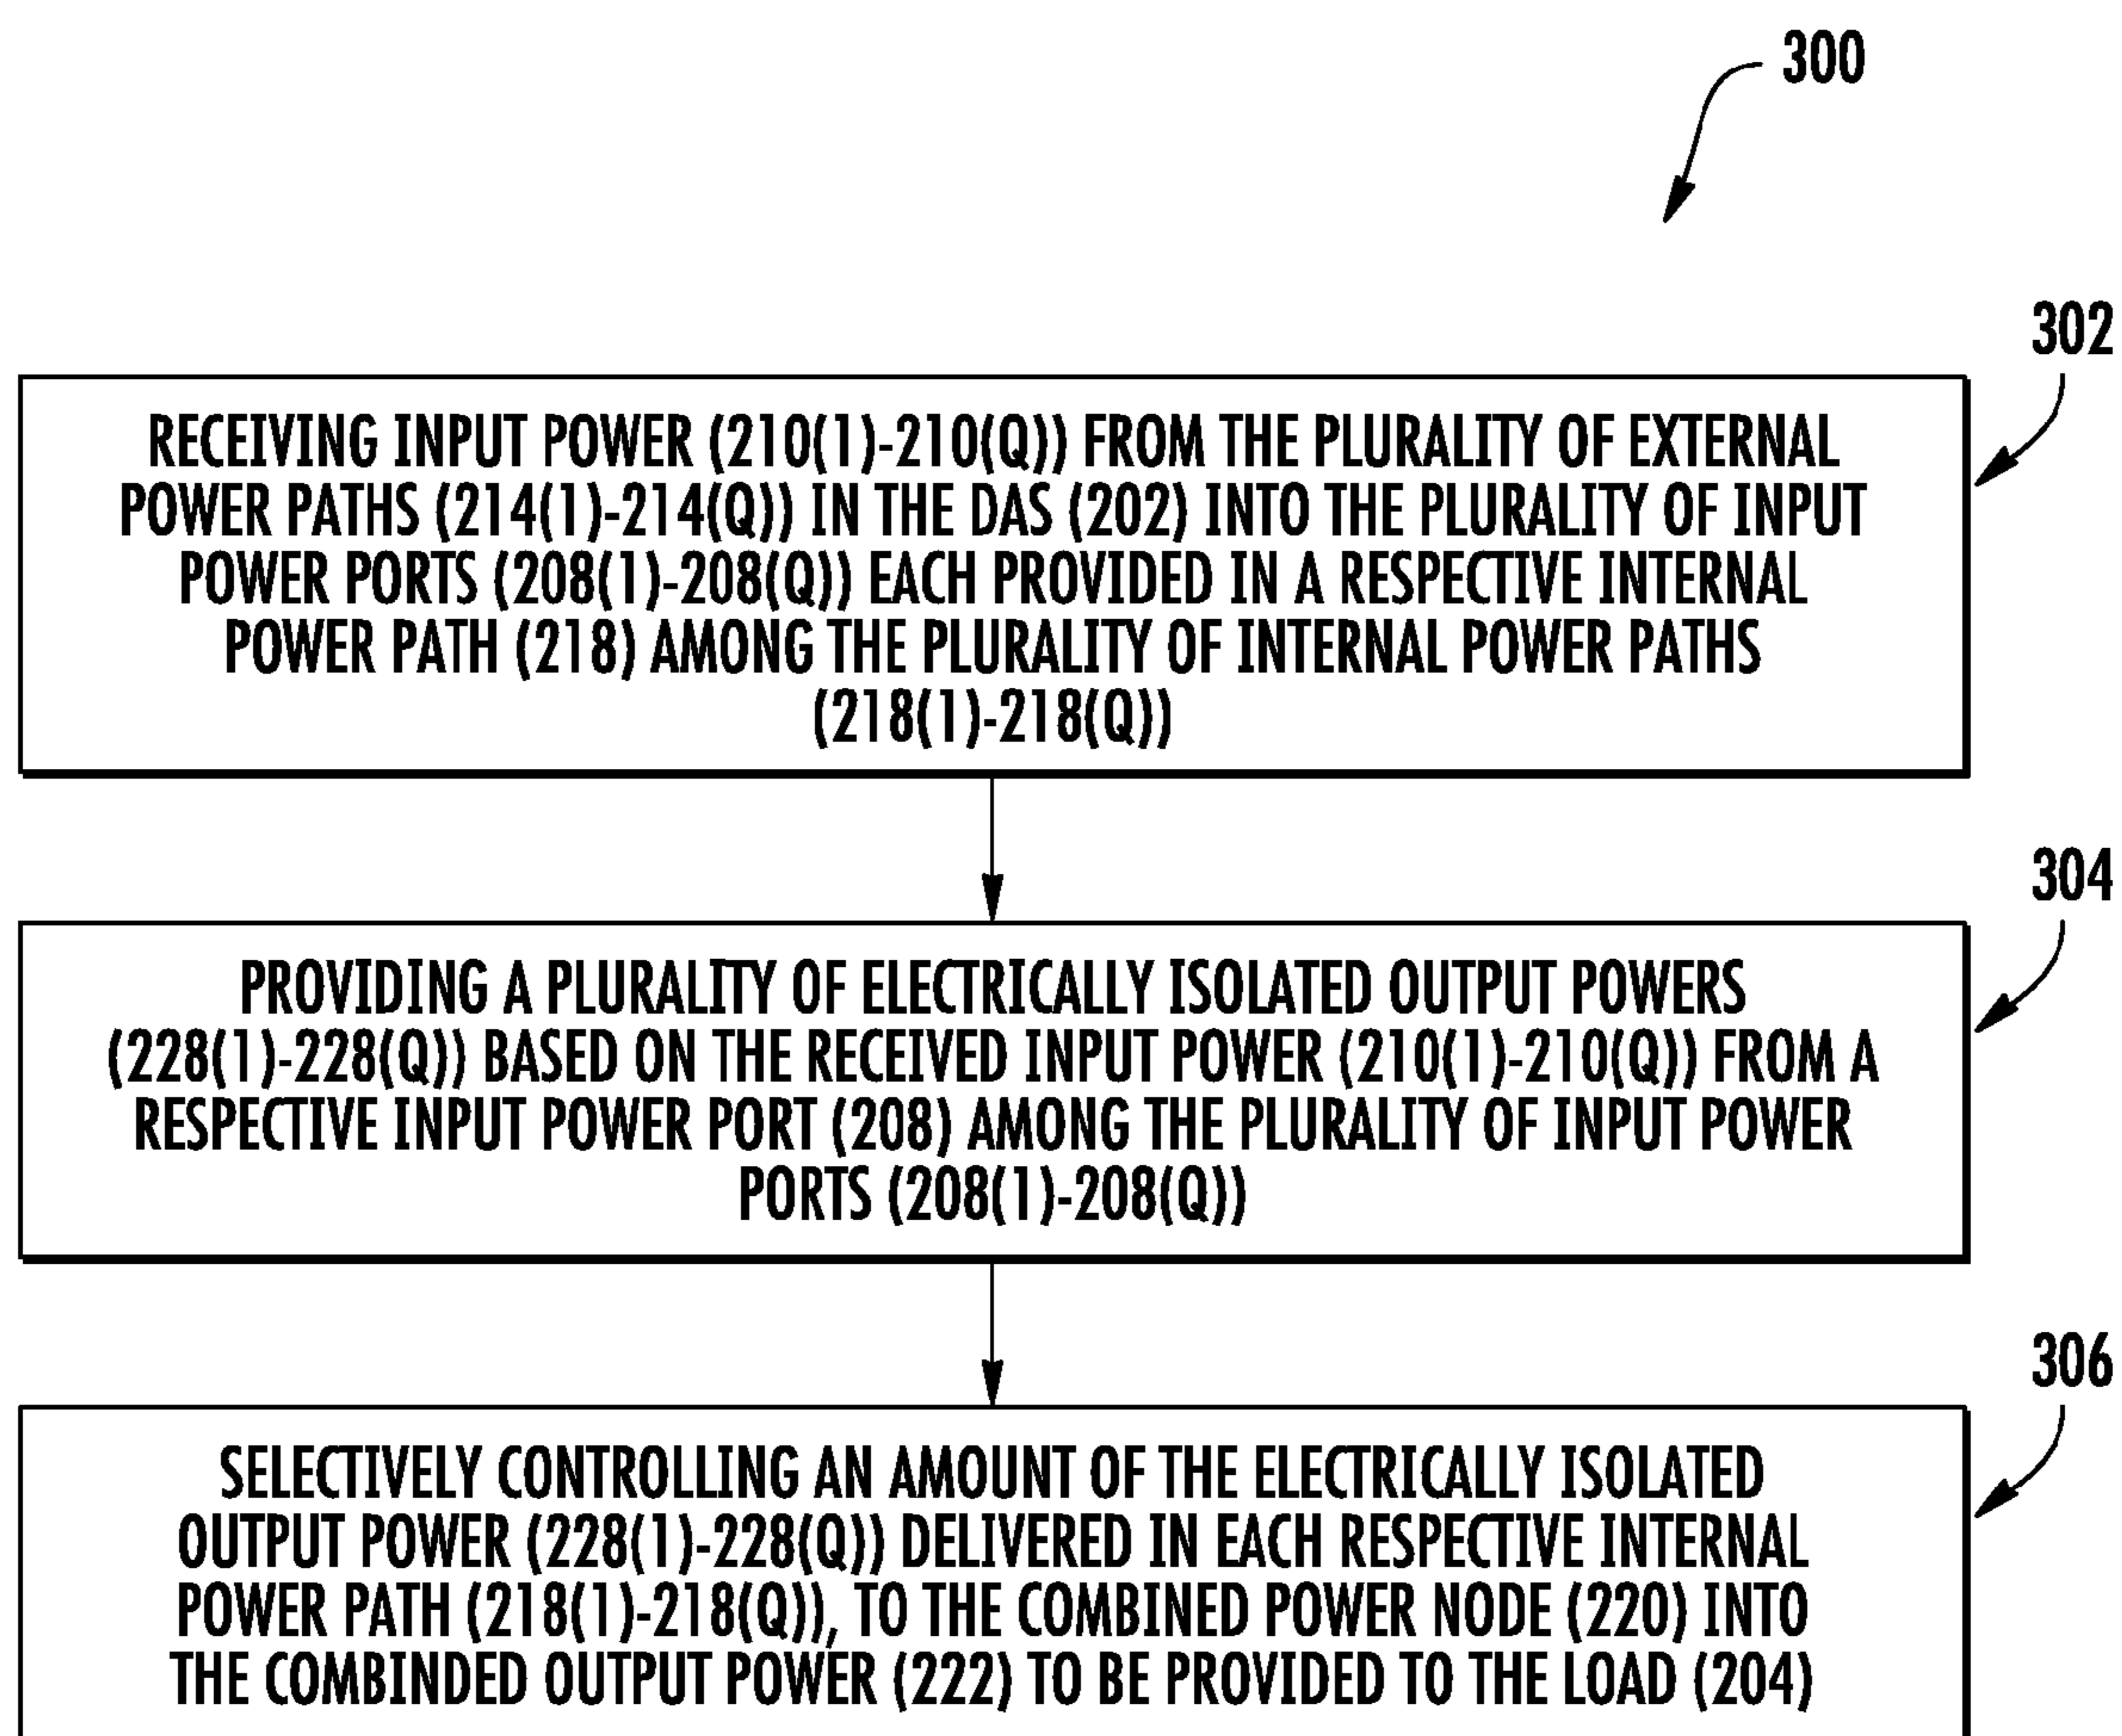 300
302
RECEIVING INPUT POWER (210(1)-210(Q)) FROM THE PLURALITY OF EXTERNAL
POWER PATHS (214(1)-214(Q)) IN THE DAS (202) INTO THE PLURALITY OF INPUT
POWER PORTS (208(1)-208(Q)) EACH PROVIDED IN A RESPECTIVE INTERNAL
POWER PATH (218) AMONG THE PLURALITY OF INTERNAL POWER PATHS
(218(1)-218(Q))
304
PROVIDING A PLURALITY OF ELECTRICALLY ISOLATED OUTPUT POWERS
(228(1)-228(Q)) BASED ON THE RECEIVED INPUT POWER (210(1)-210(Q)) FROM A
RESPECTIVE INPUT POWER PORT (208) AMONG THE PLURALITY OF INPUT POWER
PORTS (208(1)-208(Q))
306
SELECTIVELY CONTROLLING AN AMOUNT OF THE ELECTRICALLY ISOLATED
OUTPUT POWER (228(1)-228(Q)) DELIVERED IN EACH RESPECTIVE INTERNAL
POWER PATH (218(1)-218(Q)), TO THE COMBINED POWER NODE (220) INTO
THE COMBINDED OUTPUT POWER (222) TO BE PROVIDED TO THE LOAD (204)